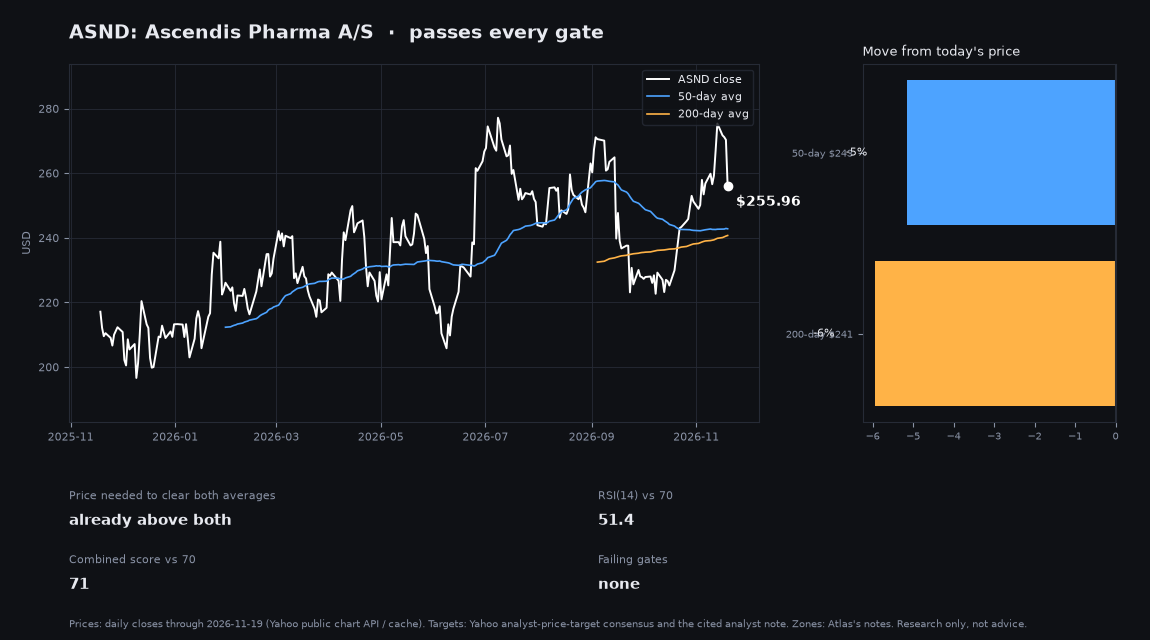 ASND: Ascendis Pharma A/S · passes every gate
Move from today's price
ASND close
50-day avg
200-day avg
280
260
240
220
200
USD
$255.96
2025-11
2026-01
2026-03
2026-05
2026-07
2026-09
2026-11
50-day
-5%
200-day $241
-6%
−6
−5
−4
−3
−2
−1
0
Price needed to clear both averages
already above both
RSI(14) vs 70
51.4
Combined score vs 70
71
Failing gates
none
Prices: daily closes through 2026-11-19 (Yahoo public chart API / cache). Targets: Yahoo analyst-price-target consensus and the cited analyst note. Zones: Atlas's notes. Research only, not advice.